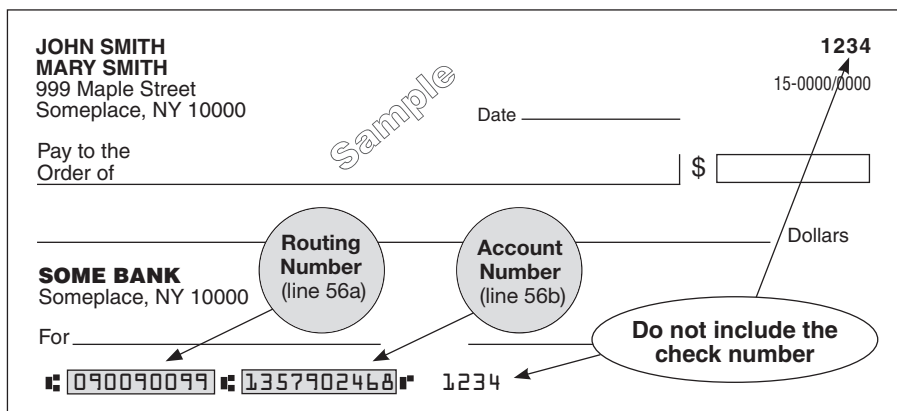 JOHN SMITH
MARY SMITH
999 Maple Street
Someplace, NY 10000
1234
15-0000/0000
Sample
Date
Pay to the
Order of
$
Dollars
Routing
Number
(line 56a)
Account
Number
(line 56b)
SOME BANK
Someplace, NY 10000
For
Do not include the
check number
⑆ 090090099 ⑆ 1357902468 ⑈ 1234